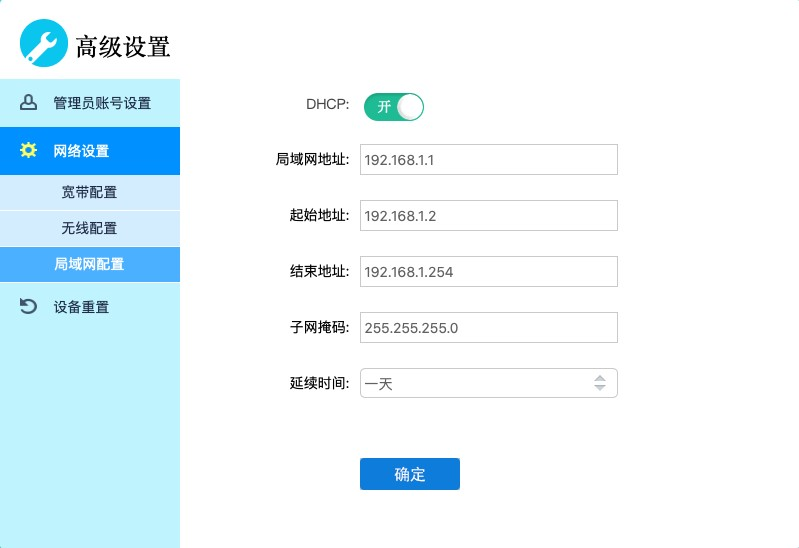 高级设置
管理员账号设置
网络设置
宽带配置
无线配置
局域网配置
设备重置
DHCP: 开
局域网地址: 192.168.1.1
起始地址: 192.168.1.2
结束地址: 192.168.1.254
子网掩码: 255.255.255.0
延续时间: 一天
确定